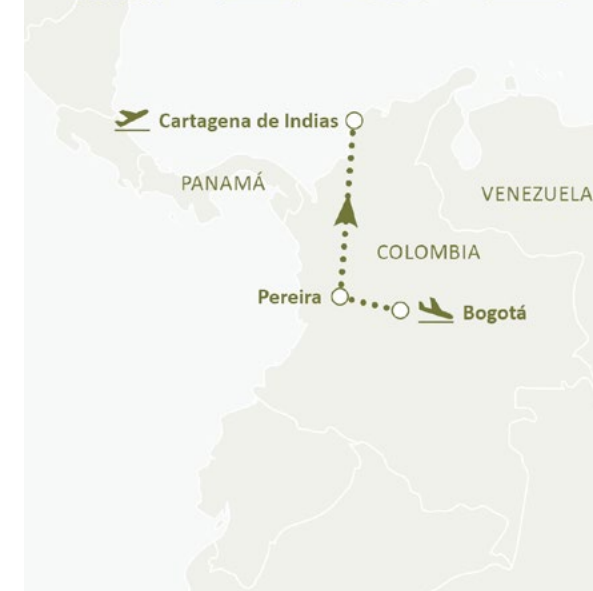 Cartagena de Indias
PANAMÁ
VENEZUELA
COLOMBIA
Pereira
Bogotá